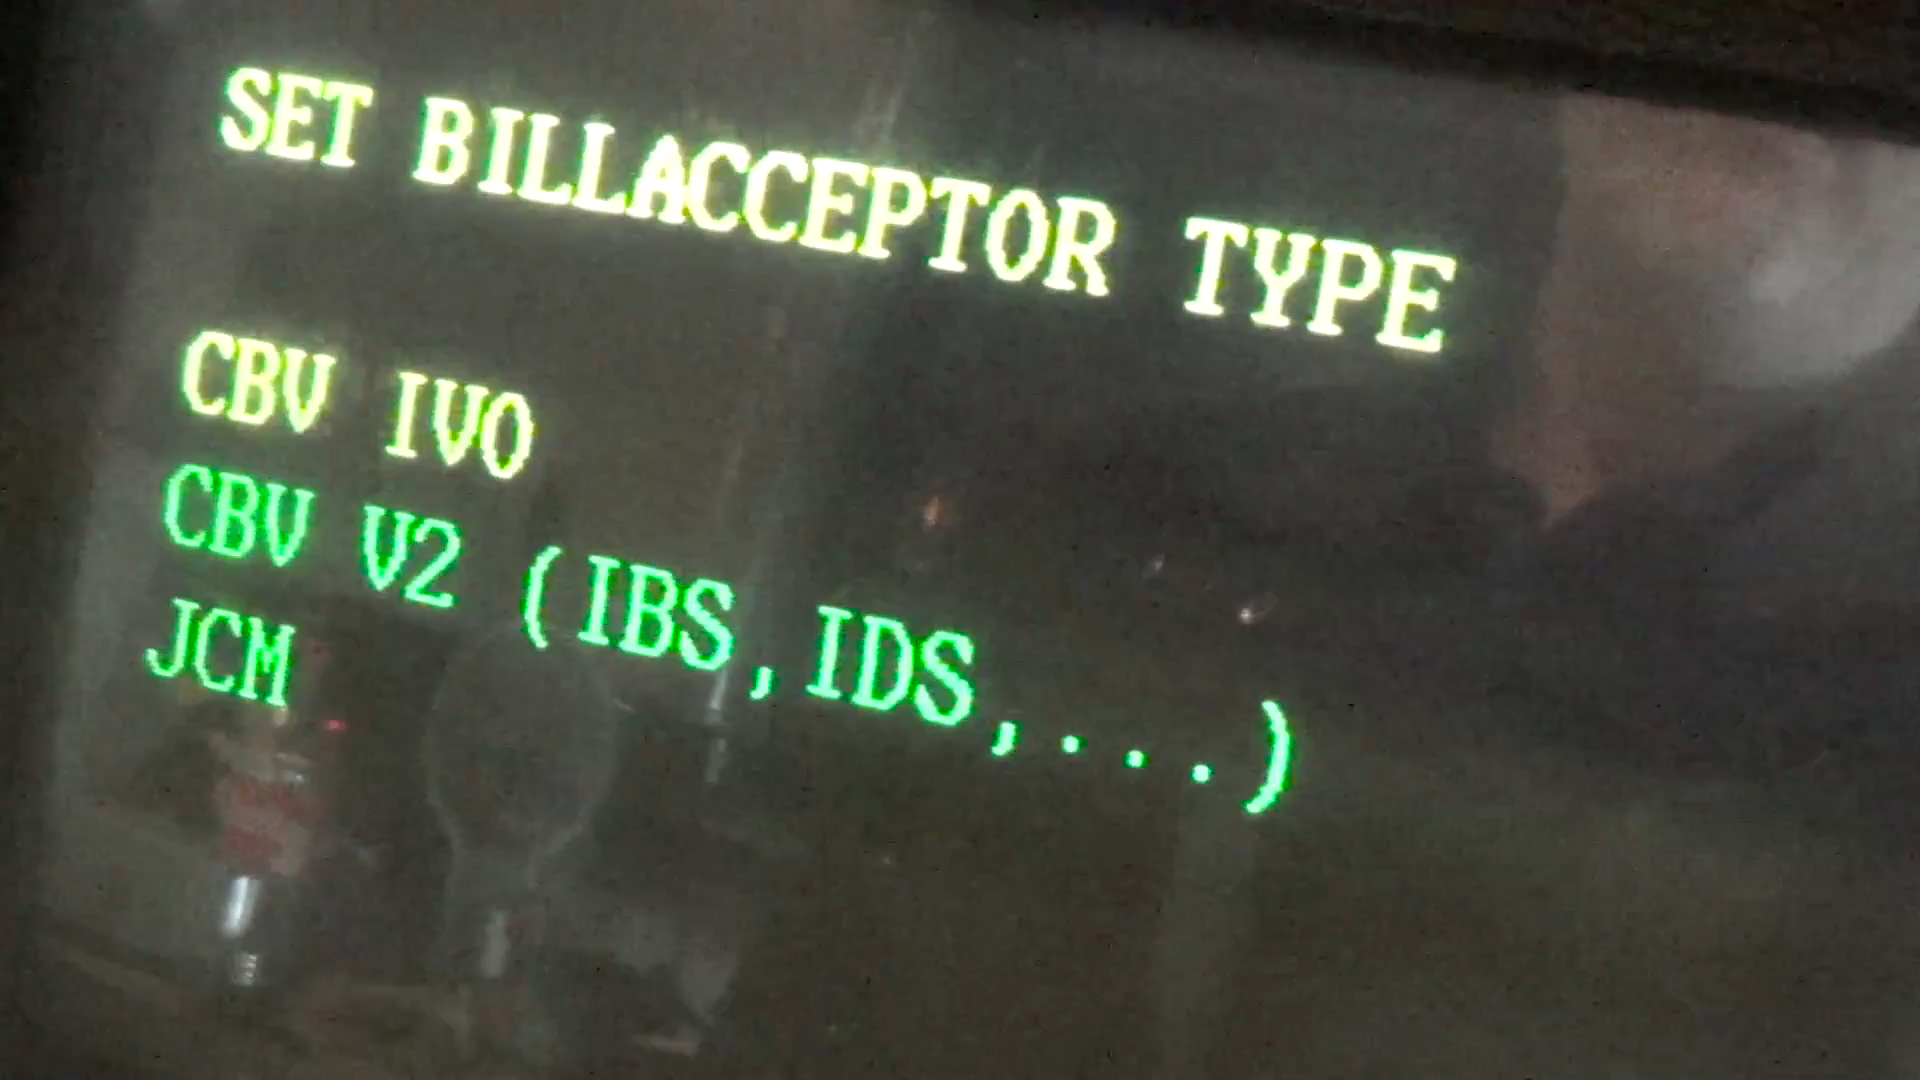 SET BILLACCEPTOR TYPE
CBV IVO
CBV V2 (IBS,IDS,...)
JCM